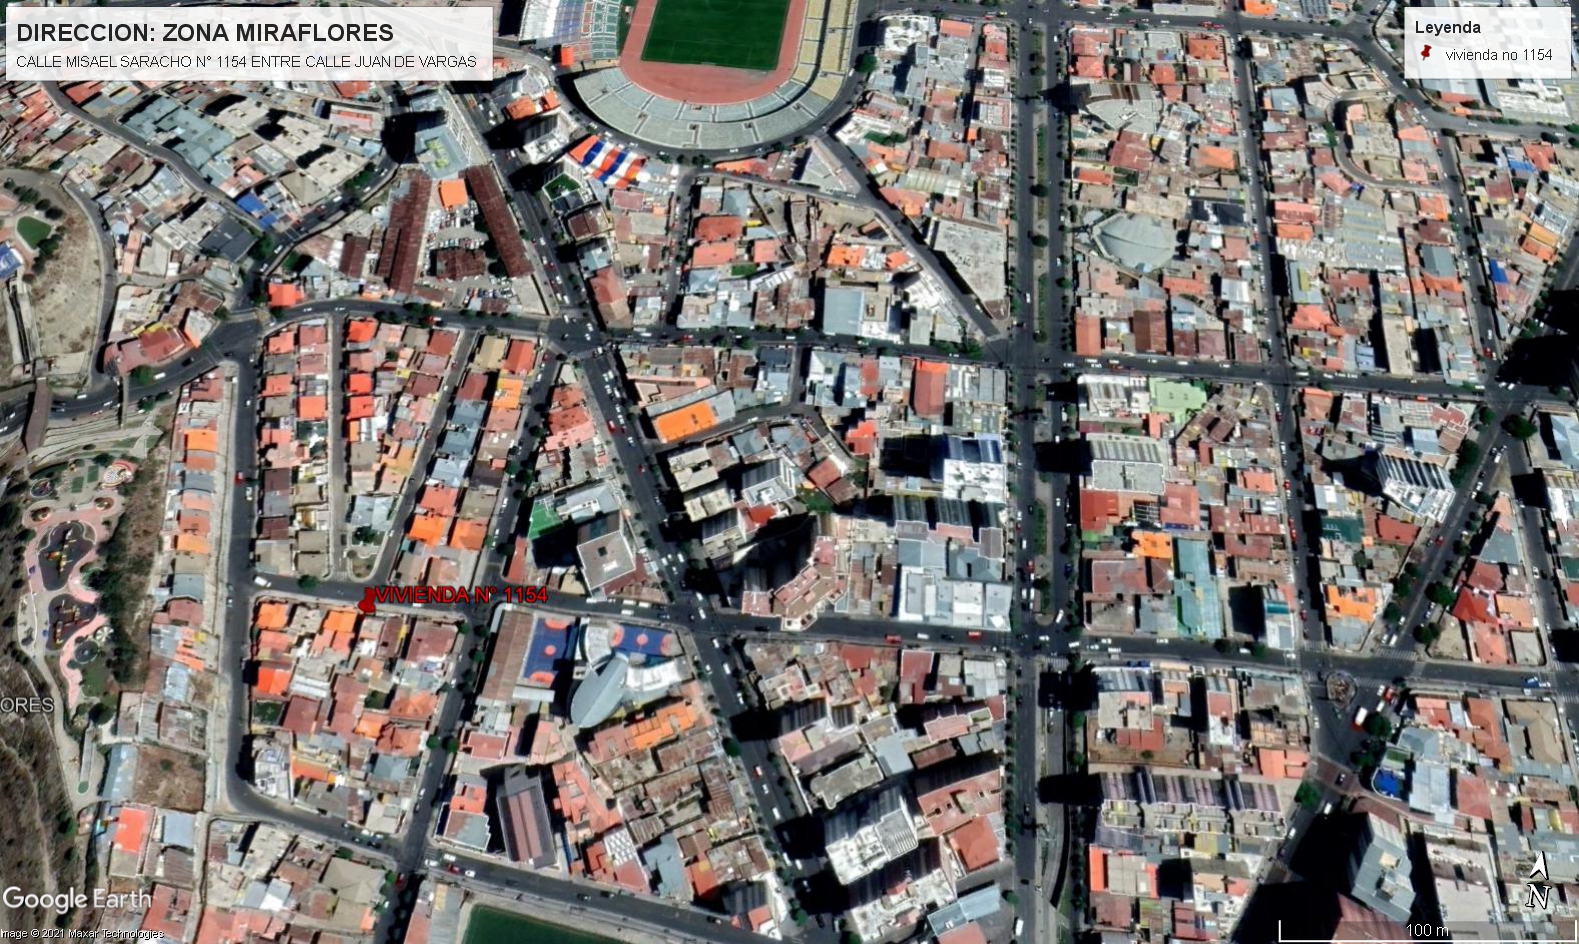 DIRECCION: ZONA MIRAFLORES
CALLE MISAEL SARACHO N° 1154 ENTRE CALLE JUAN DE VARGAS
Leyenda
vivienda no 1154
VIVIENDA N° 1154
ORES
Google Earth
Image © 2021 Maxar Technologies
N
100 m